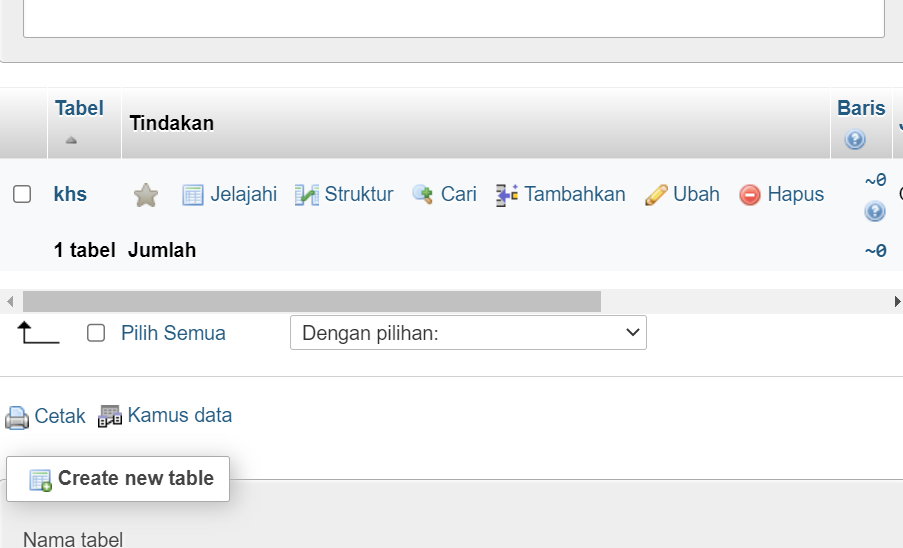 Tabel Tindakan Baris
khs Jelajahi Struktur Cari Tambahkan Ubah Hapus ~0
1 tabel Jumlah ~0
Pilih Semua Dengan pilihan:
Cetak Kamus data
Create new table
Nama tabel